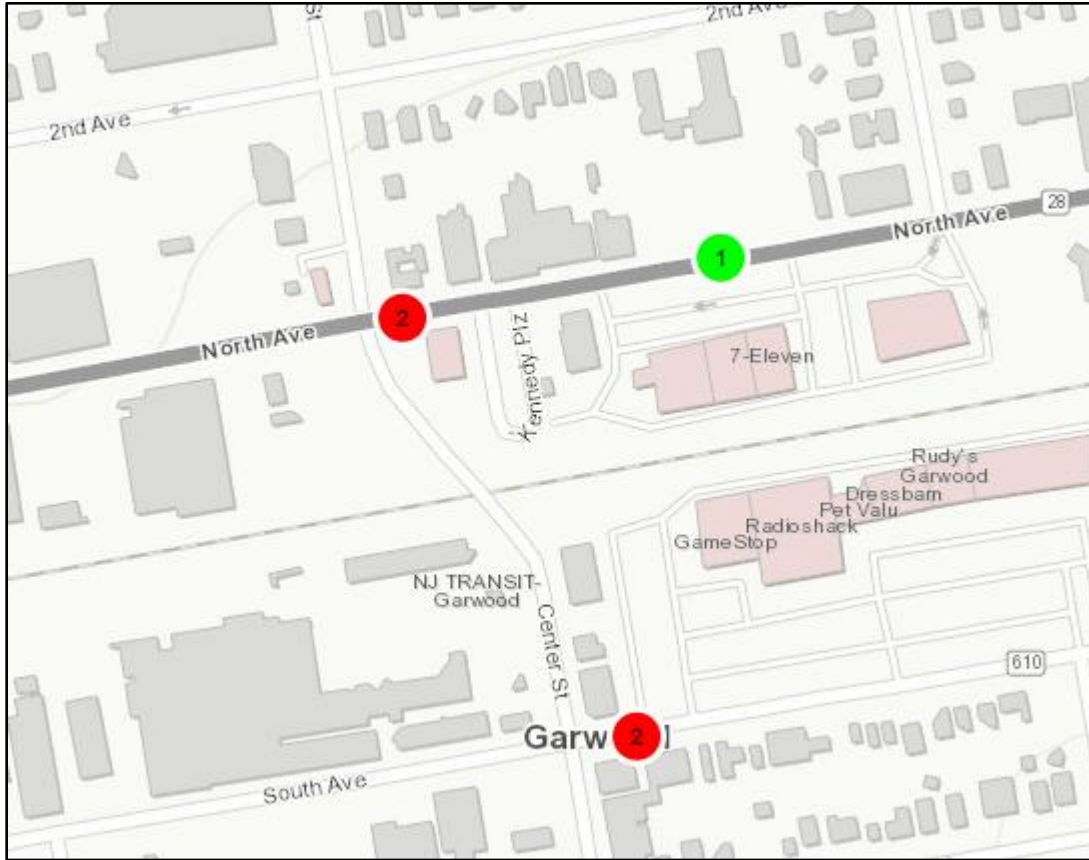 St
2nd Ave
2nd Ave
28
North Ave
1
2
North Ave
7-Eleven
Kennedy Plz
Rudy's
Garwood
Dressbarn
Pet Valu
Radioshack
GameStop
NJ TRANSIT-
Garwood
Center St
610
2
South Ave